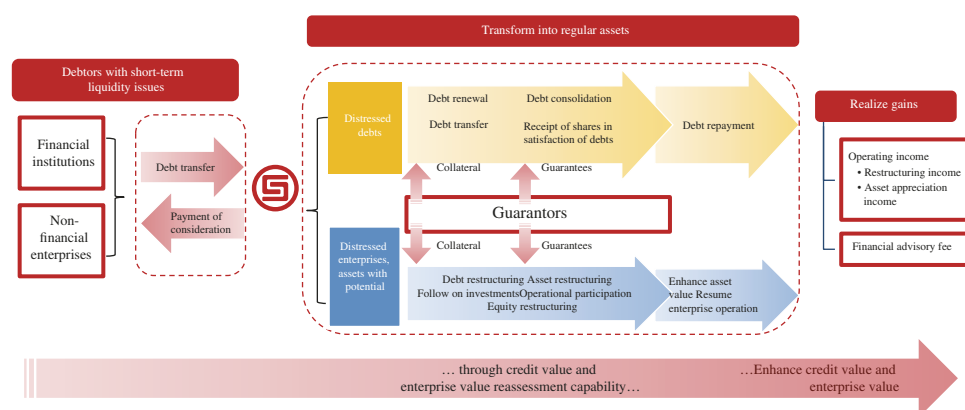 Transform into regular assets
Debtors with short-term
liquidity issues
Financial
institutions
Non-
financial
enterprises
Debt transfer
Payment of
consideration
Distressed
debts
Debt renewal
Debt consolidation
Debt transfer
Receipt of shares in
satisfaction of debts
Debt repayment
Collateral
Guarantees
Guarantors
Collateral
Guarantees
Distressed
enterprises,
assets with
potential
Debt restructuring Asset restructuring
Follow on investmentsOperational participation
Equity restructuring
Enhance asset
value Resume
enterprise operation
Realize gains
Operating income
• Restructuring income
• Asset appreciation
income
Financial advisory fee
… through credit value and
enterprise value reassessment capability…
…Enhance credit value and
enterprise value